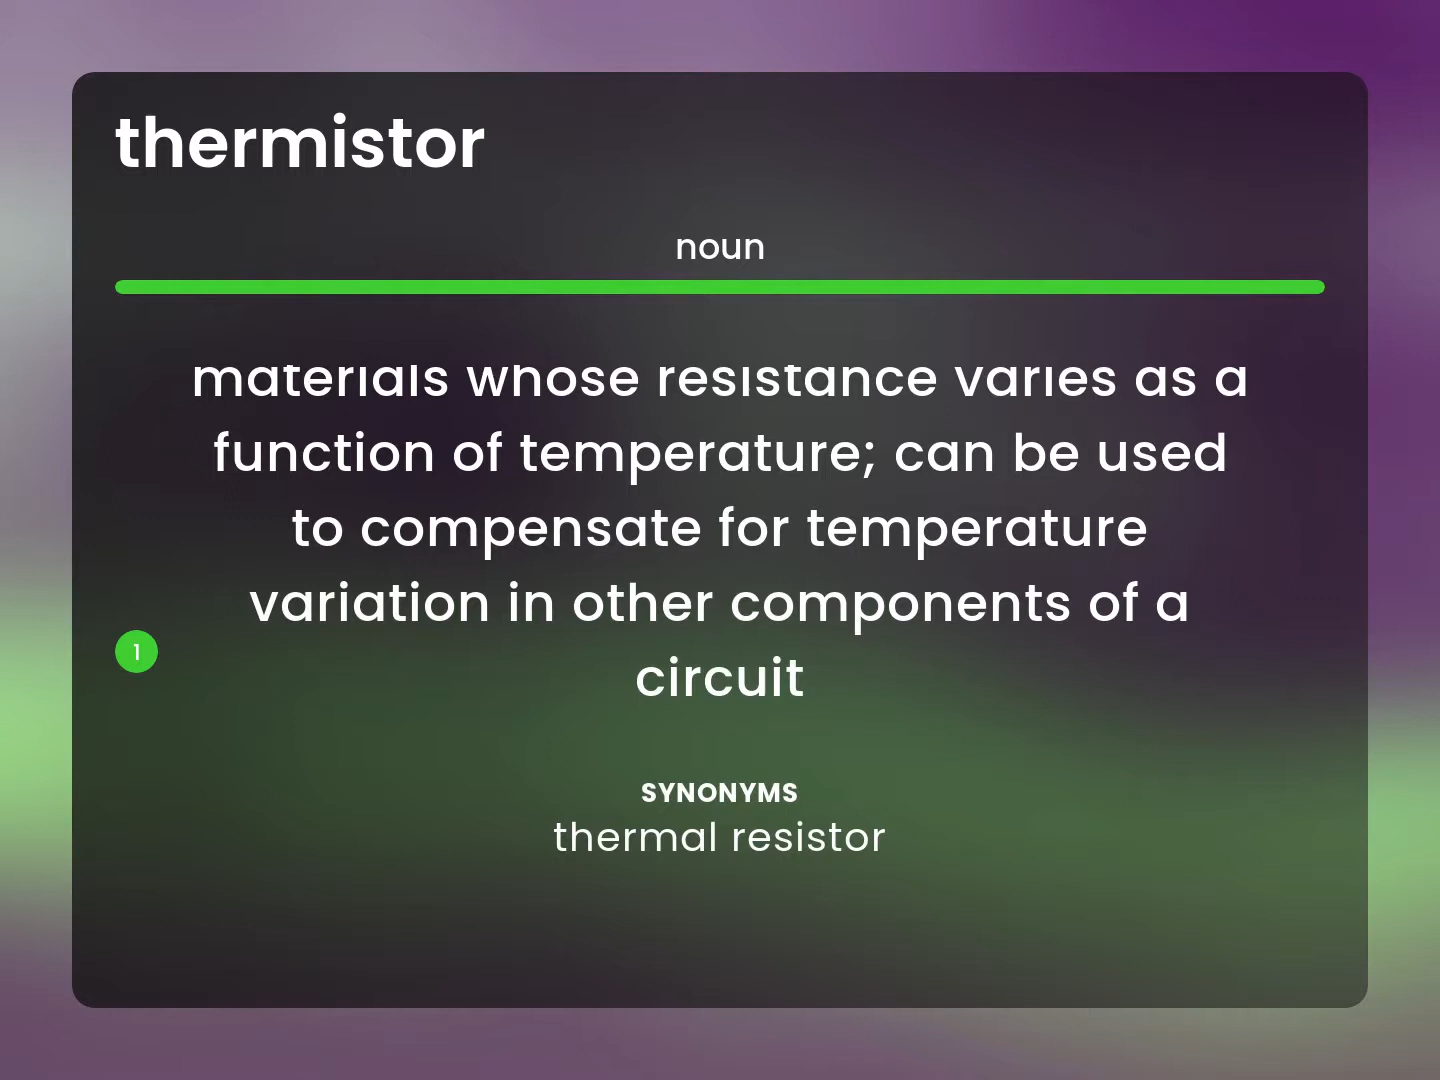 thermistor
noun
materials whose resistance varies as a
function of temperature; can be used
to compensate for temperature
variation in other components of a
1
circuit
SYNONYMS
thermal resistor